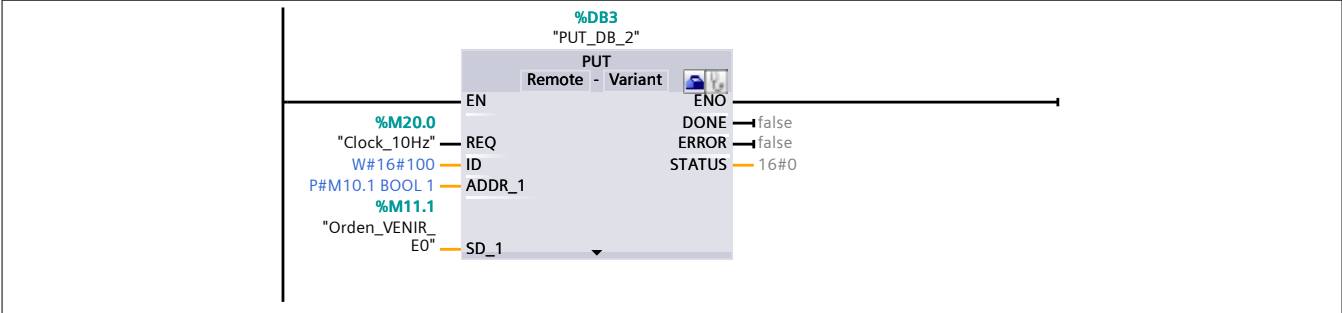 %DB3
"PUT_DB_2"
PUT
Remote - Variant
EN ENO
%M20.0 DONE false
"Clock_10Hz" REQ ERROR false
W#16#100 ID STATUS 16#0
P#M10.1 BOOL 1 ADDR_1
%M11.1
"Orden_VENIR_
E0" SD_1